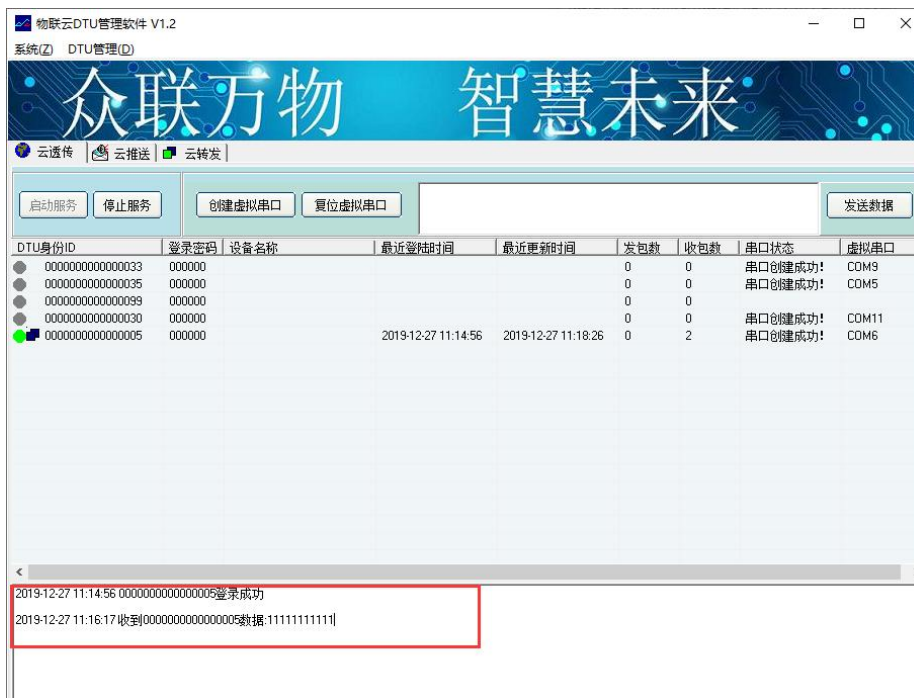 物联云DTU管理软件 V1.2
系统(Z) DTU管理(D)
众联万物 智慧未来
云透传 云推送 云转发
启动服务 停止服务 创建虚拟串口 复位虚拟串口 发送数据
DTU身份ID 登录密码 设备名称 最近登陆时间 最近更新时间 发包数 收包数 串口状态 虚拟串口
0000000000000033 000000 0 0 串口创建成功! COM9
0000000000000035 000000 0 0 串口创建成功! COM5
0000000000000099 000000 0 0
0000000000000030 000000 0 0 串口创建成功! COM11
0000000000000005 000000 2019-12-27 11:14:56 2019-12-27 11:18:26 0 2 串口创建成功! COM6
2019-12-27 11:14:56 0000000000000005登录成功
2019-12-27 11:16:17 收到0000000000000005数据:11111111111